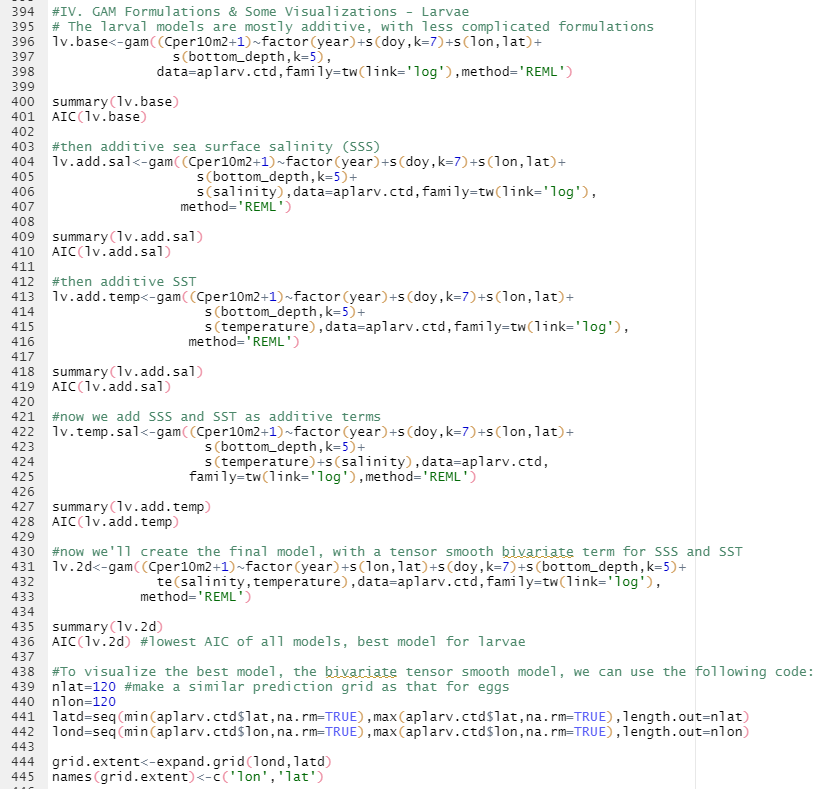 394 #IV. GAM Formulations & Some Visualizations - Larvae
395 # The larval models are mostly additive, with less complicated formulations
396 lv.base<-gam((Cper10m2+1)~factor(year)+s(doy,k=7)+s(lon,lat)+
397 s(bottom_depth,k=5),
398 data=aplarv.ctd,family=tw(link='log'),method='REML')
399
400 summary(lv.base)
401 AIC(lv.base)
402
403 #then additive sea surface salinity (SSS)
404 lv.add.sal<-gam((Cper10m2+1)~factor(year)+s(doy,k=7)+s(lon,lat)+
405 s(bottom_depth,k=5)+
406 s(salinity),data=aplarv.ctd,family=tw(link='log'),
407 method='REML')
408
409 summary(lv.add.sal)
410 AIC(lv.add.sal)
411
412 #then additive SST
413 lv.add.temp<-gam((Cper10m2+1)~factor(year)+s(doy,k=7)+s(lon,lat)+
414 s(bottom_depth,k=5)+
415 s(temperature),data=aplarv.ctd,family=tw(link='log'),
416 method='REML')
417
418 summary(lv.add.sal)
419 AIC(lv.add.sal)
420
421 #now we add SSS and SST as additive terms
422 lv.temp.sal<-gam((Cper10m2+1)~factor(year)+s(doy,k=7)+s(lon,lat)+
423 s(bottom_depth,k=5)+
424 s(temperature)+s(salinity),data=aplarv.ctd,
425 family=tw(link='log'),method='REML')
426
427 summary(lv.add.temp)
428 AIC(lv.add.temp)
429
430 #now we'll create the final model, with a tensor smooth bivariate term for SSS and SST
431 lv.2d<-gam((Cper10m2+1)~factor(year)+s(lon,lat)+s(doy,k=7)+s(bottom_depth,k=5)+
432 te(salinity,temperature),data=aplarv.ctd,family=tw(link='log'),
433 method='REML')
434
435 summary(lv.2d)
436 AIC(lv.2d) #lowest AIC of all models, best model for larvae
437
438 #To visualize the best model, the bivariate tensor smooth model, we can use the following code:
439 nlat=120 #make a similar prediction grid as that for eggs
440 nlon=120
441 latd=seq(min(aplarv.ctd$lat,na.rm=TRUE),max(aplarv.ctd$lat,na.rm=TRUE),length.out=nlat)
442 lond=seq(min(aplarv.ctd$lon,na.rm=TRUE),max(aplarv.ctd$lon,na.rm=TRUE),length.out=nlon)
443
444 grid.extent<-expand.grid(lond,latd)
445 names(grid.extent)<-c('lon','lat')